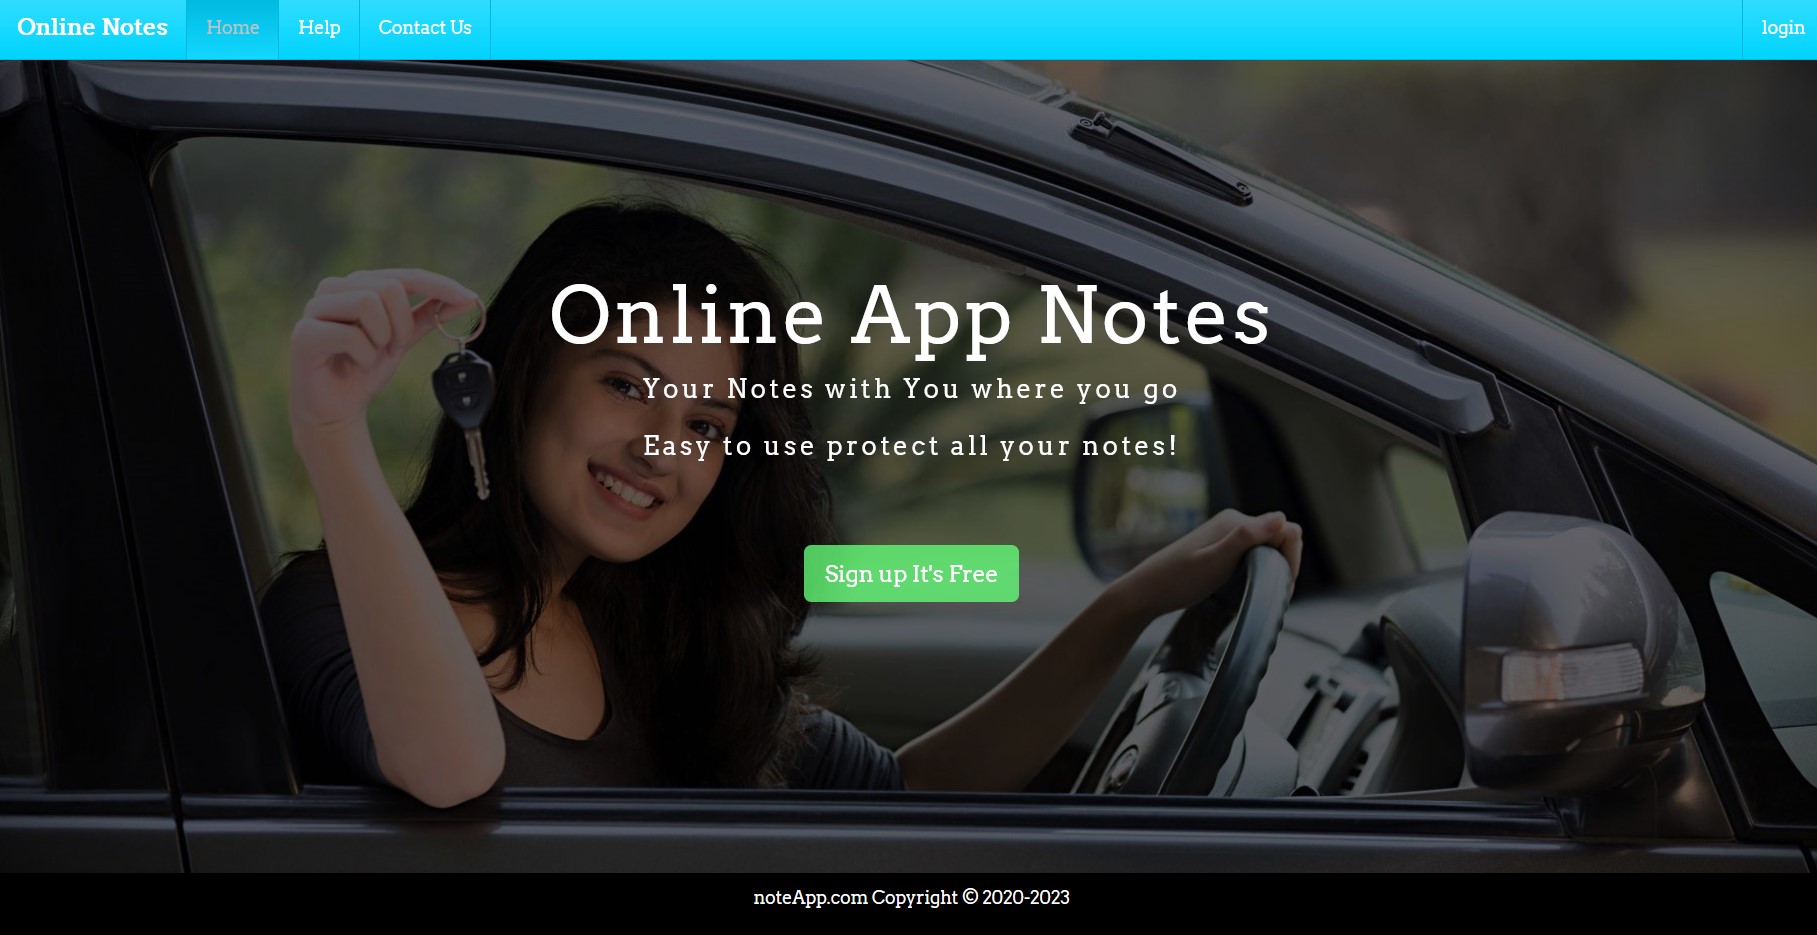 Online Notes Home Help Contact Us login
Online App Notes
Your Notes with You where you go
Easy to use protect all your notes!
Sign up It's Free
noteApp.com Copyright © 2020-2023